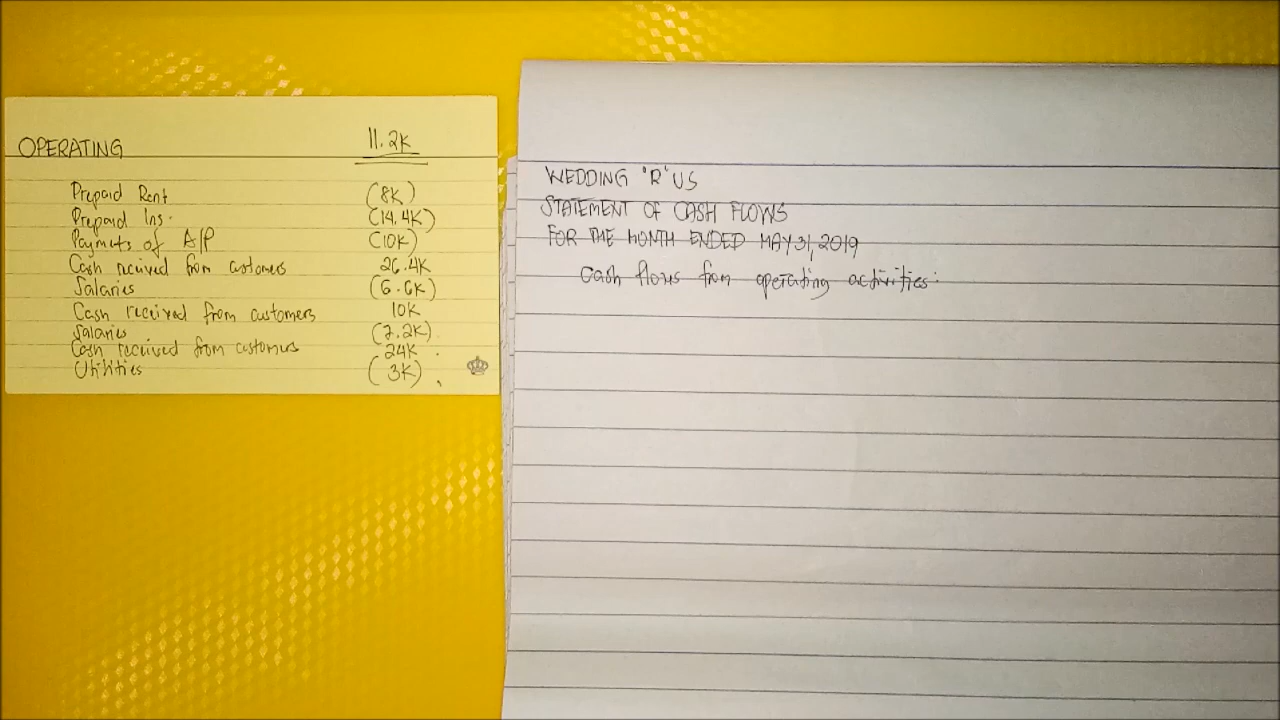 OPERATING 11.2K
Prepaid Rent (8K)
Prepaid Ins. (14.4K)
Payments of A/P (10K)
Cash received from customers 26.4K
Salaries (6.6K)
Cash received from customers 10K
Salaries (7.2K)
Cash received from customers 24K
Utilities (3K)
WEDDING "R" US
STATEMENT OF CASH FLOWS
FOR THE MONTH ENDED MAY 31, 2019
Cash flows from operating activities: